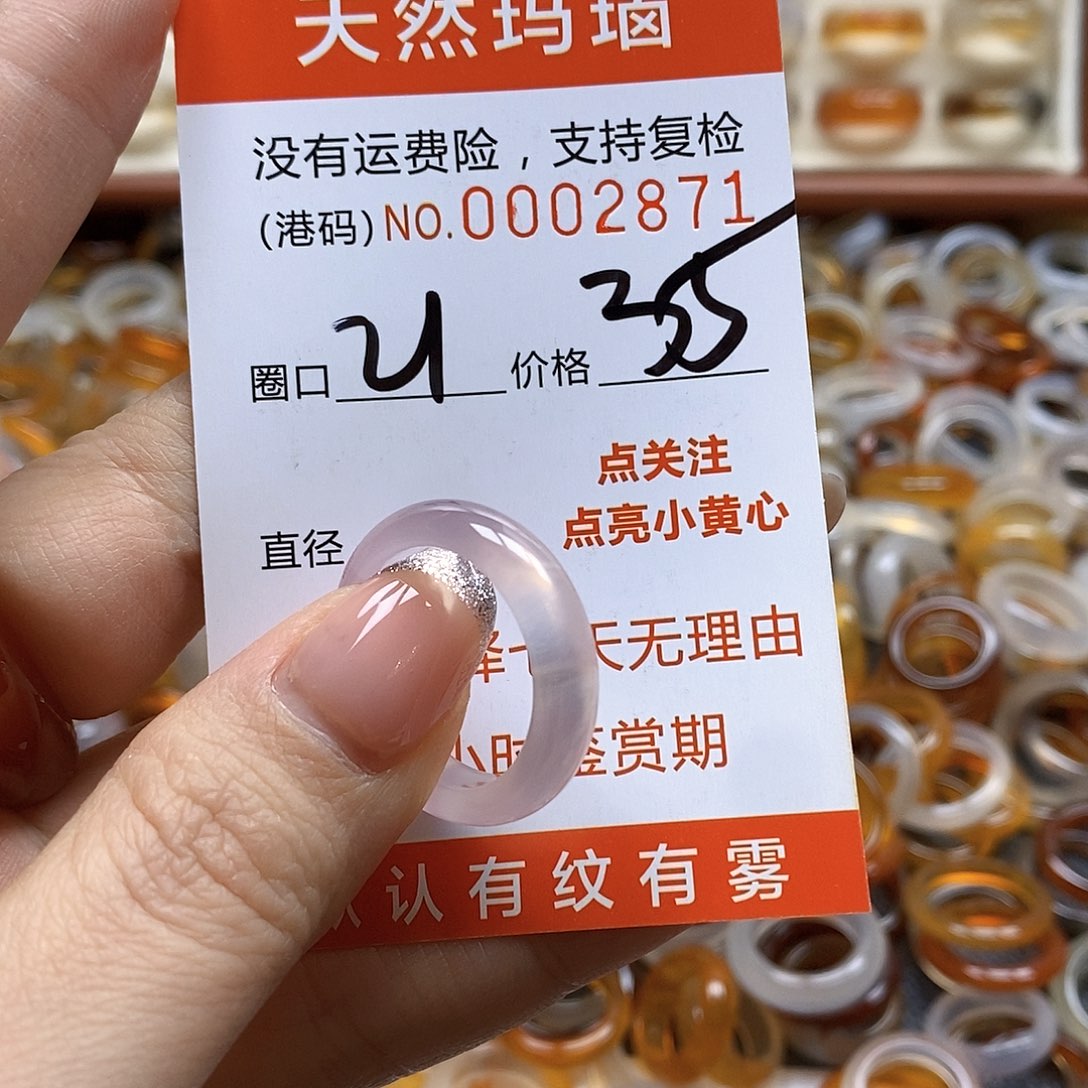 天然玛瑙
没有运费险，支持复检
(港码) NO.0002871
圈口 21 价格 35
点关注
点亮小黄心
直径
天无理由
小时鉴赏期
认有纹有雾